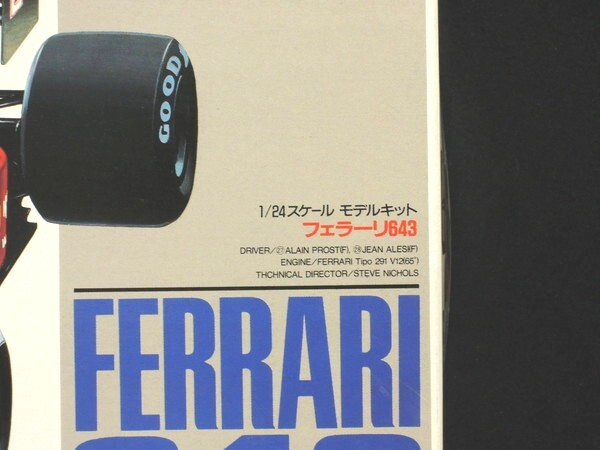 GOOD
1/24スケール モデルキット
フェラーリ643
DRIVER/㉗ALAIN PROST(F), ㉘JEAN ALESI(F)
ENGINE/FERRARI Tipo 291 V12(65°)
THCHNICAL DIRECTOR/STEVE NICHOLS
FERRARI